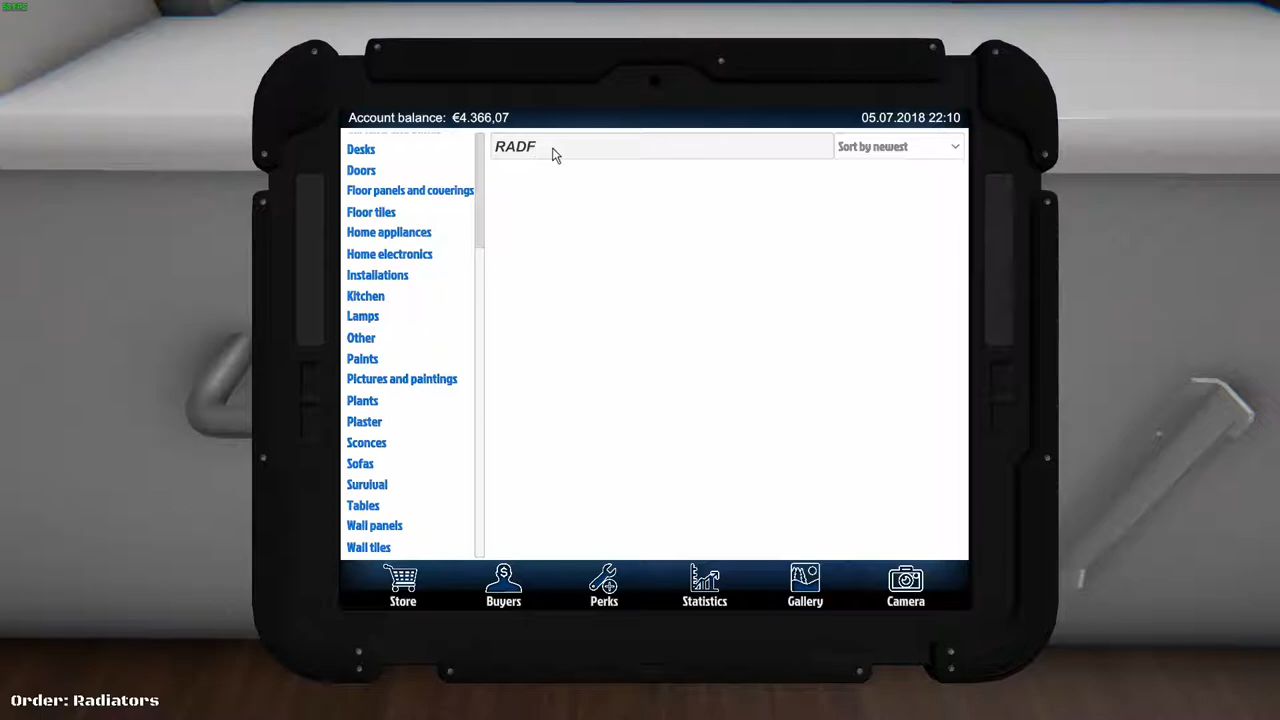 Account balance: €4.366,07
05.07.2018 22:10
RADF
Sort by newest
Desks
Doors
Floor panels and coverings
Floor tiles
Home appliances
Home electronics
Installations
Kitchen
Lamps
Other
Paints
Pictures and paintings
Plants
Plaster
Sconces
Sofas
Survival
Tables
Wall panels
Wall tiles
Store
Buyers
Perks
Statistics
Gallery
Camera
Order: Radiators